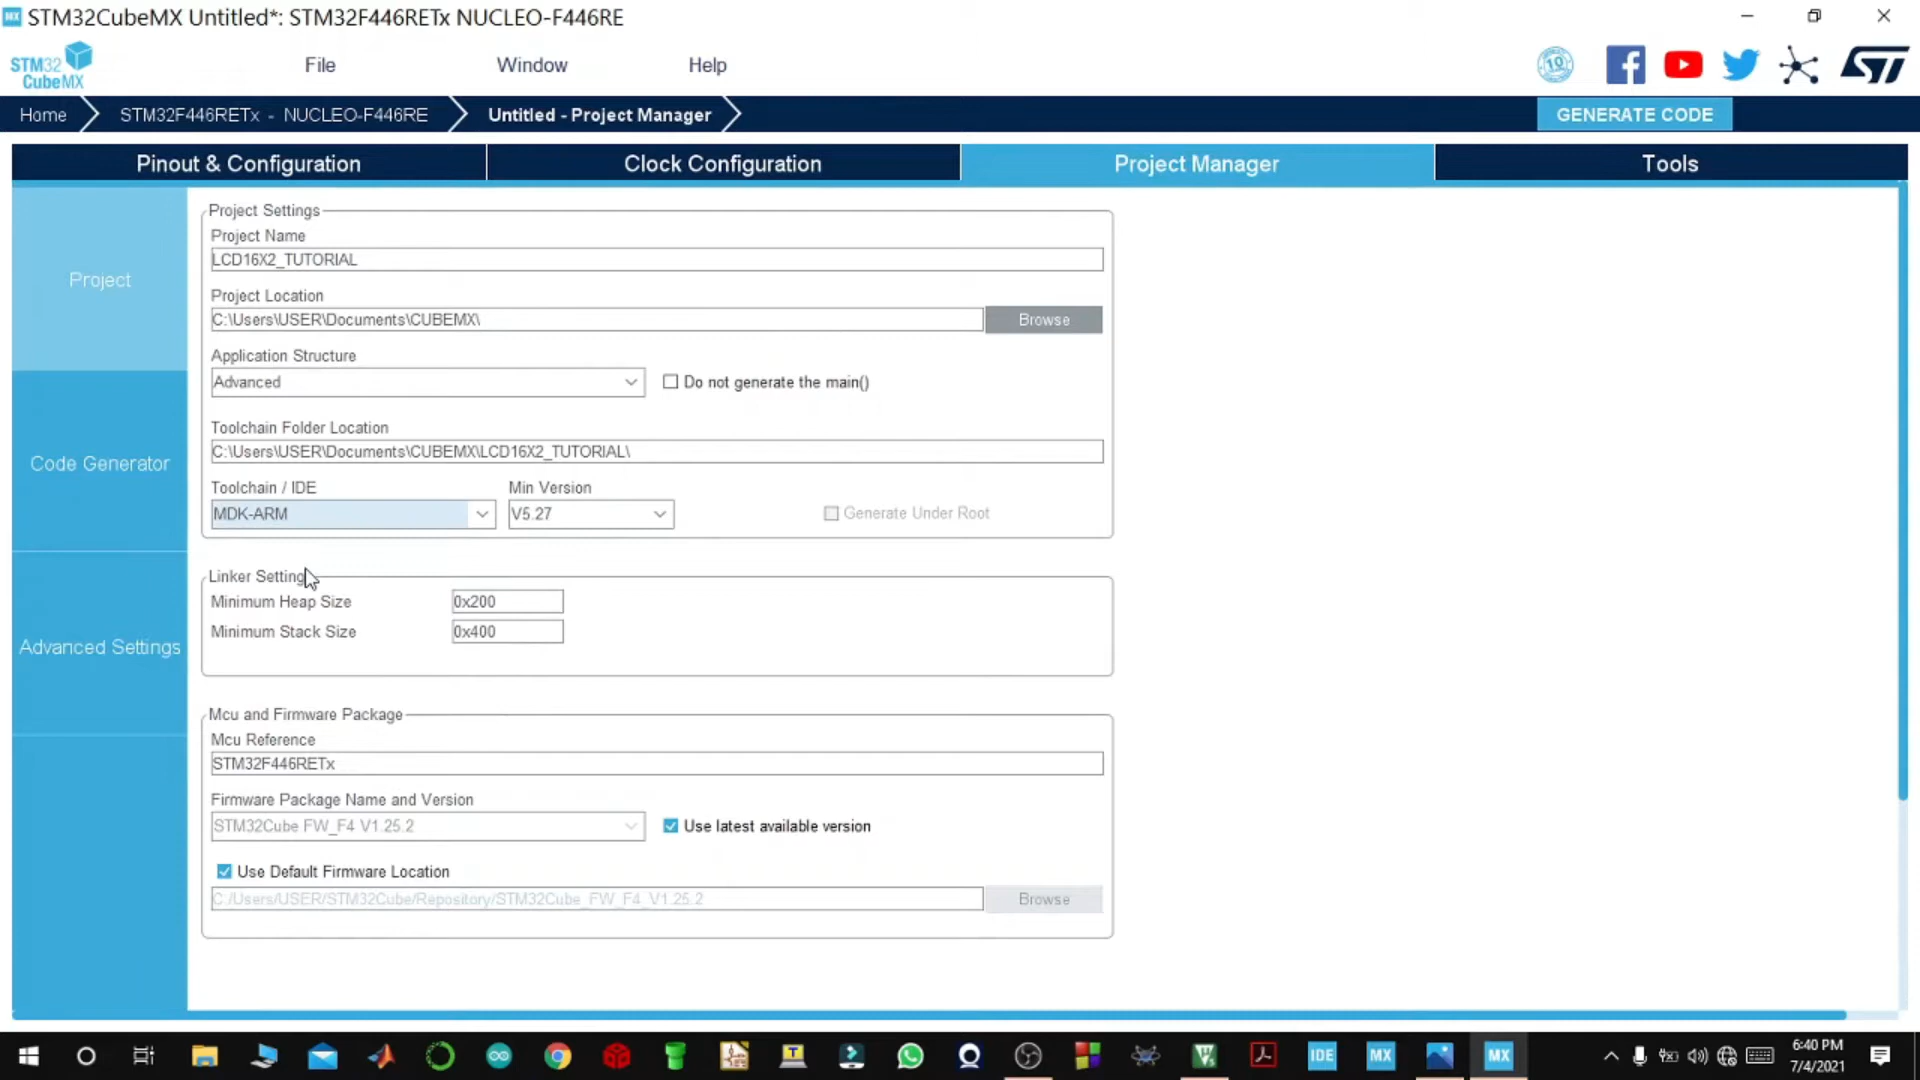 STM32CubeMX Untitled*: STM32F446RETx NUCLEO-F446RE
STM32
CubeMX
File
Window
Help
10
ST
Home
STM32F446RETx - NUCLEO-F446RE
Untitled - Project Manager
GENERATE CODE
Pinout & Configuration
Clock Configuration
Project Manager
Tools
Project
Code Generator
Advanced Settings
Project Settings
Project Name
LCD16X2_TUTORIAL
Project Location
C:\Users\USER\Documents\CUBEMX\
Browse
Application Structure
Advanced
Do not generate the main()
Toolchain Folder Location
C:\Users\USER\Documents\CUBEMX\LCD16X2_TUTORIAL\
Toolchain / IDE
Min Version
MDK-ARM
V5.27
Generate Under Root
Linker Setting
Minimum Heap Size
0x200
Minimum Stack Size
0x400
Mcu and Firmware Package
Mcu Reference
STM32F446RETx
Firmware Package Name and Version
STM32Cube FW_F4 V1.25.2
Use latest available version
Use Default Firmware Location
C:/Users/USER/STM32Cube/Repository/STM32Cube_FW_F4_V1.25.2
Browse
IDE
MX
MX
6:40 PM
7/4/2021